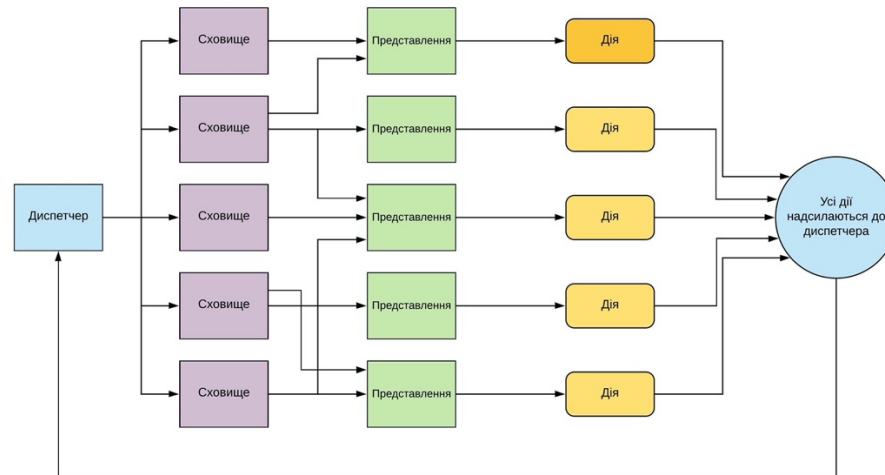 Сховище
Представлення
Дія
Сховище
Представлення
Дія
Диспетчер
Сховище
Представлення
Дія
Усі дії
надсилаються до
диспетчера
Сховище
Представлення
Дія
Сховище
Представлення
Дія